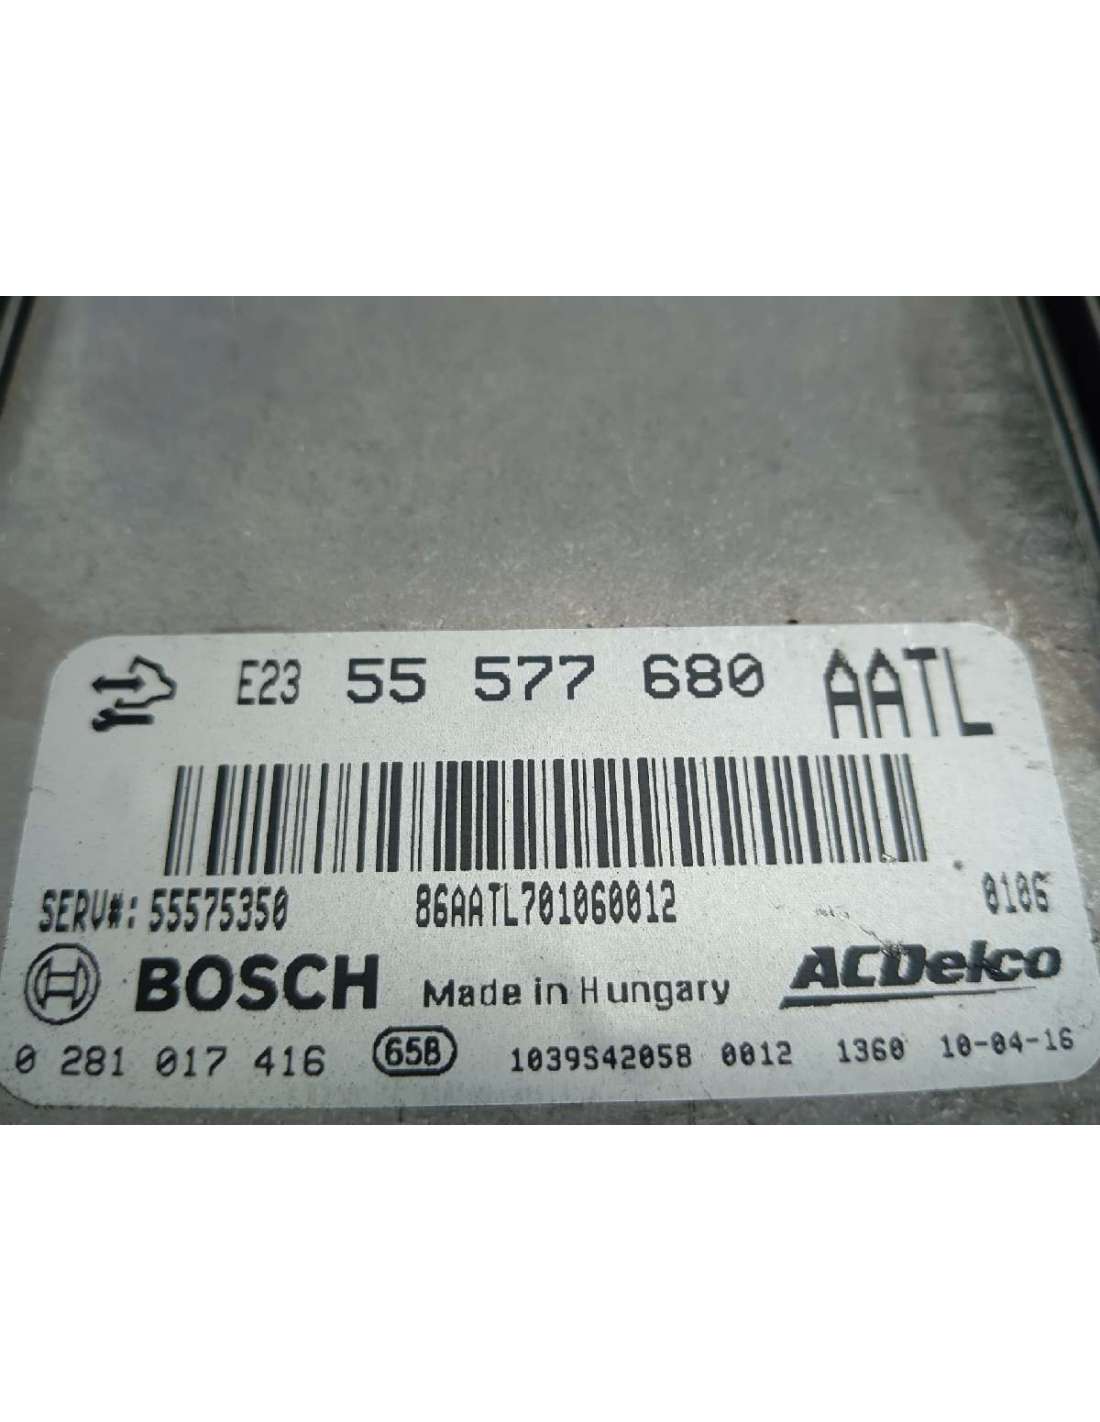 E23 55 577 680 AATL
SERV#: 55575350 86AATL701060012 0106
BOSCH Made in Hungary ACDelco
0 281 017 416 65B 1039S42058 0012 1360 10-04-16